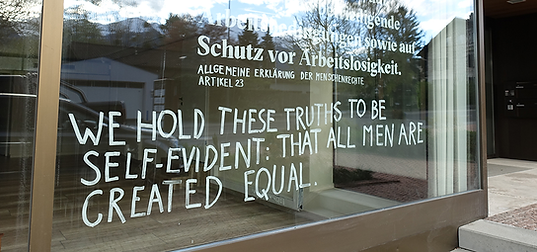 Schutz vor Arbeitslosigkeit.
ALLGEMEINE ERKLÄRUNG DER MENSCHENRECHTE
ARTIKEL 23
WE HOLD THESE TRUTHS TO BE
SELF-EVIDENT: THAT ALL MEN ARE
CREATED EQUAL.